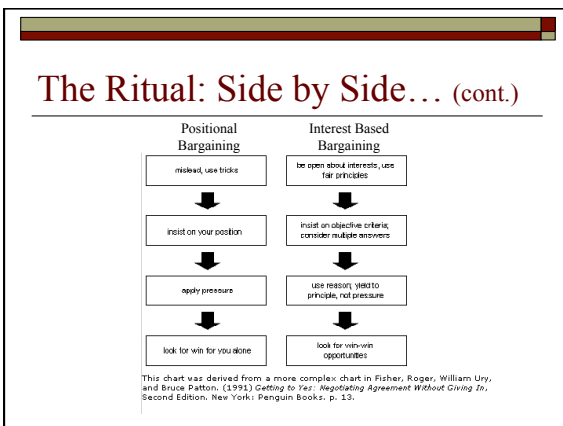 The Ritual: Side by Side… (cont.)
Positional
Bargaining
Interest Based
Bargaining
mislead, use tricks
be open about interests, use
fair principles
insist on your position
insist on objective criteria;
consider multiple answers
apply pressure
use reason; yield to
principle, not pressure
look for win for you alone
look for win-win
opportunities
This chart was derived from a more complex chart in Fisher, Roger, William Ury,
and Bruce Patton. (1991) Getting to Yes: Negotiating Agreement Without Giving In,
Second Edition. New York: Penguin Books. p. 13.